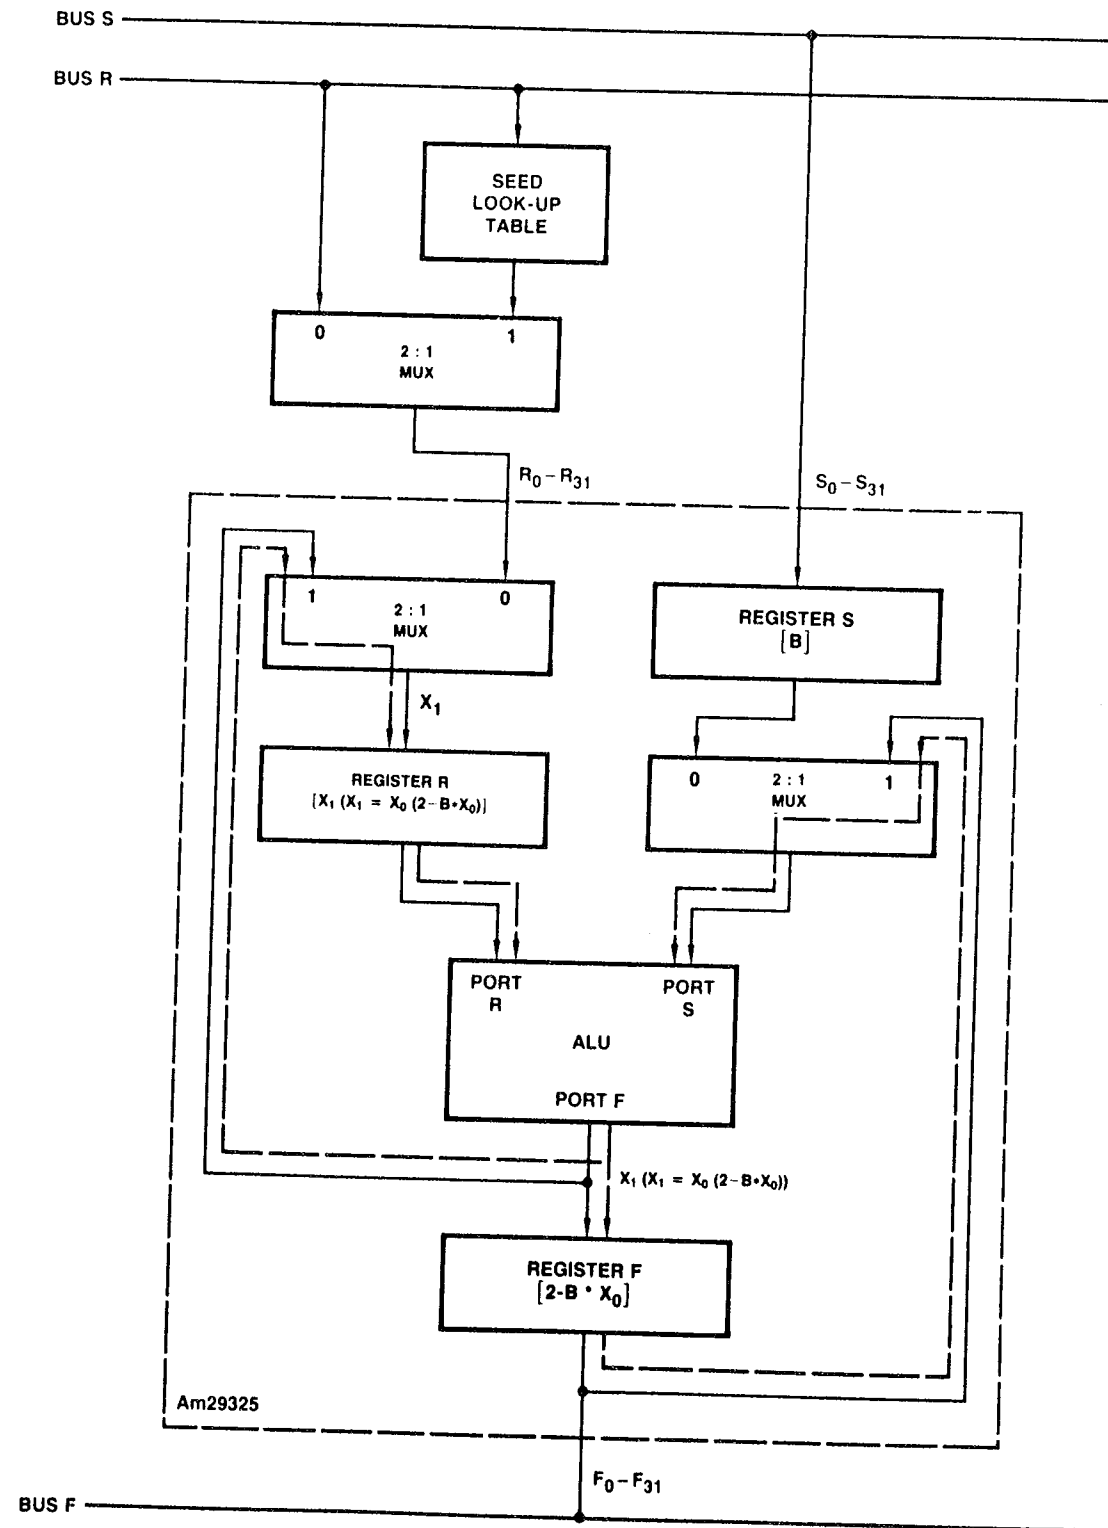 BUS S
BUS R
SEED
LOOK-UP
TABLE
0
1
2 : 1
MUX
R0–R31
S0–S31
1
0
2 : 1
MUX
REGISTER S
[B]
X1
0
1
2 : 1
MUX
REGISTER R
[X1 (X1 = X0 (2–B•X0)]
PORT
R
PORT
S
ALU
PORT F
X1 (X1 = X0 (2–B•X0))
REGISTER F
[2-B • X0]
Am29325
F0–F31
BUS F